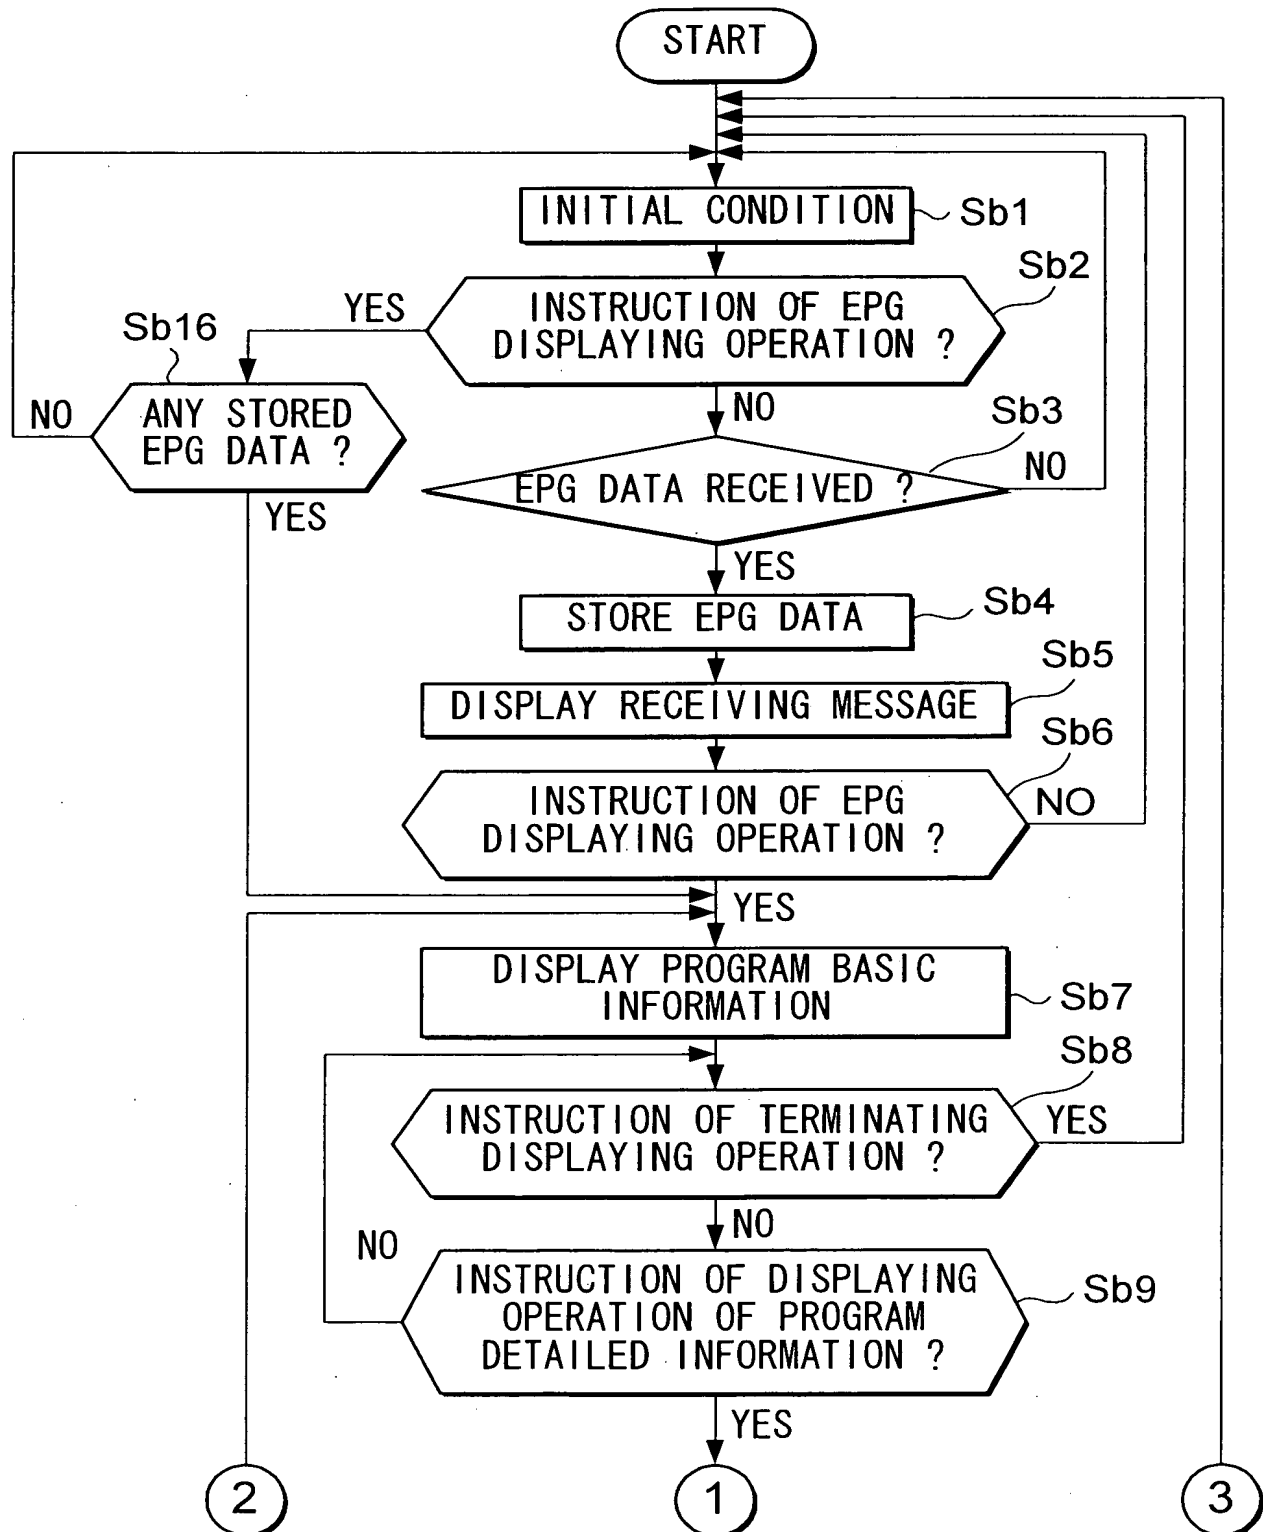 START
INITIAL CONDITION
Sb1
Sb2
INSTRUCTION OF EPG
DISPLAYING OPERATION ?
YES
Sb16
NO
ANY STORED
EPG DATA ?
NO
Sb3
EPG DATA RECEIVED ?
NO
YES
YES
STORE EPG DATA
Sb4
Sb5
DISPLAY RECEIVING MESSAGE
Sb6
INSTRUCTION OF EPG
DISPLAYING OPERATION ?
NO
YES
DISPLAY PROGRAM BASIC
INFORMATION
Sb7
Sb8
INSTRUCTION OF TERMINATING
DISPLAYING OPERATION ?
YES
NO
NO
INSTRUCTION OF DISPLAYING
OPERATION OF PROGRAM
DETAILED INFORMATION ?
Sb9
YES
2
1
3